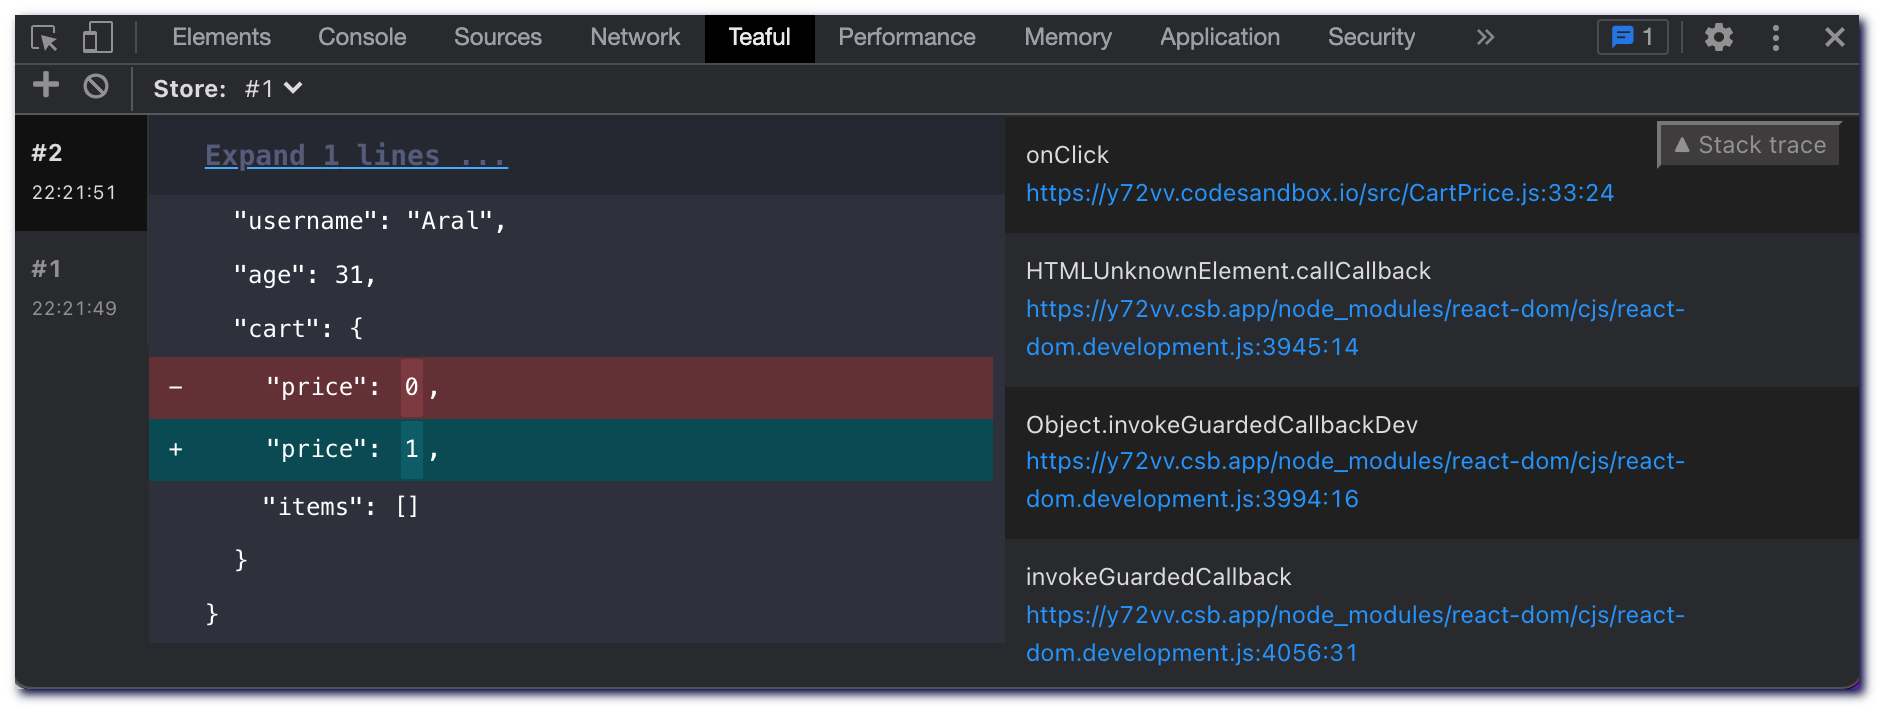 Elements Console Sources Network Teaful Performance Memory Application Security » 1
Store: #1
#2
22:21:51
#1
22:21:49
Expand 1 lines ...
"username": "Aral",
"age": 31,
"cart": {
- "price": 0,
+ "price": 1,
"items": []
}
}
▲ Stack trace
onClick
https://y72vv.codesandbox.io/src/CartPrice.js:33:24
HTMLUnknownElement.callCallback
https://y72vv.csb.app/node_modules/react-dom/cjs/react-
dom.development.js:3945:14
Object.invokeGuardedCallbackDev
https://y72vv.csb.app/node_modules/react-dom/cjs/react-
dom.development.js:3994:16
invokeGuardedCallback
https://y72vv.csb.app/node_modules/react-dom/cjs/react-
dom.development.js:4056:31